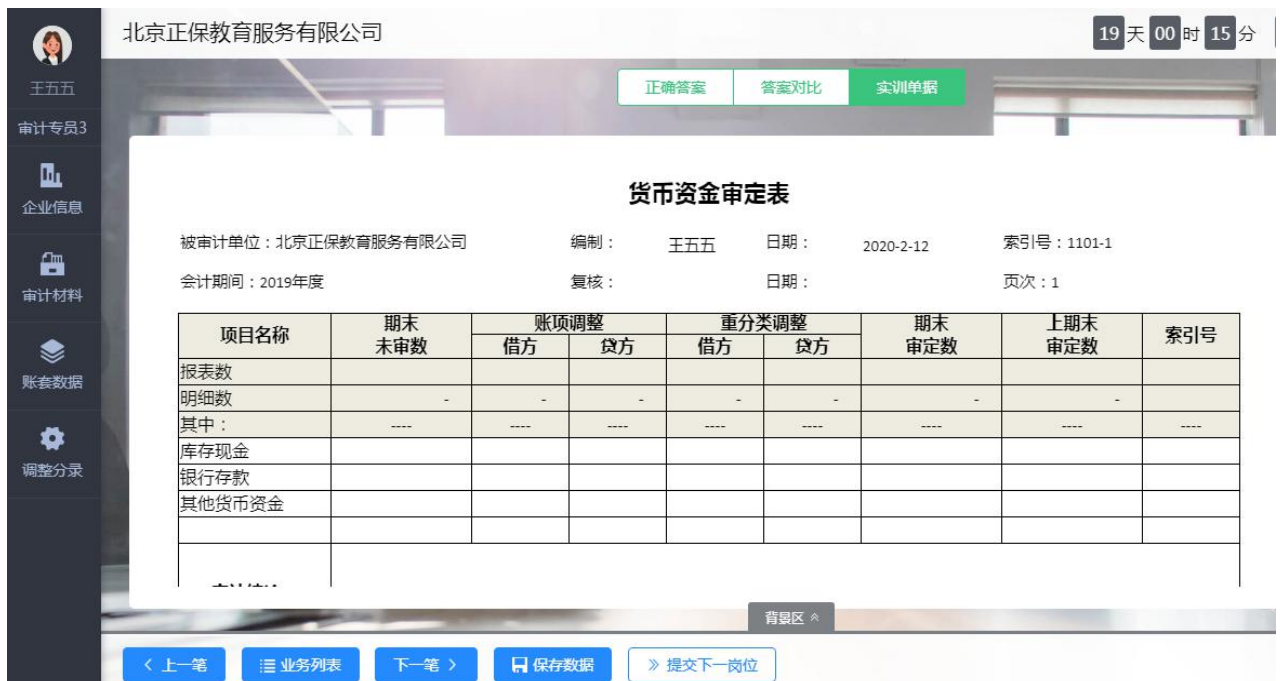 北京正保教育服务有限公司
19 天 00 时 15 分
王五五
审计专员3
企业信息
审计材料
账套数据
调整分录
正确答案 答案对比 实训单据
货币资金审定表
被审计单位：北京正保教育服务有限公司 编制： 王五五 日期： 2020-2-12 索引号：1101-1
会计期间：2019年度 复核： 日期： 页次：1
项目名称 期末未审数 账项调整 重分类调整 期末审定数 上期末审定数 索引号
借方 贷方 借方 贷方
报表数
明细数 - - - - - - -
其中： ---- ---- ---- ---- ---- ---- ---- ----
库存现金
银行存款
其他货币资金
背景区
上一笔 业务列表 下一笔 保存数据 提交下一岗位